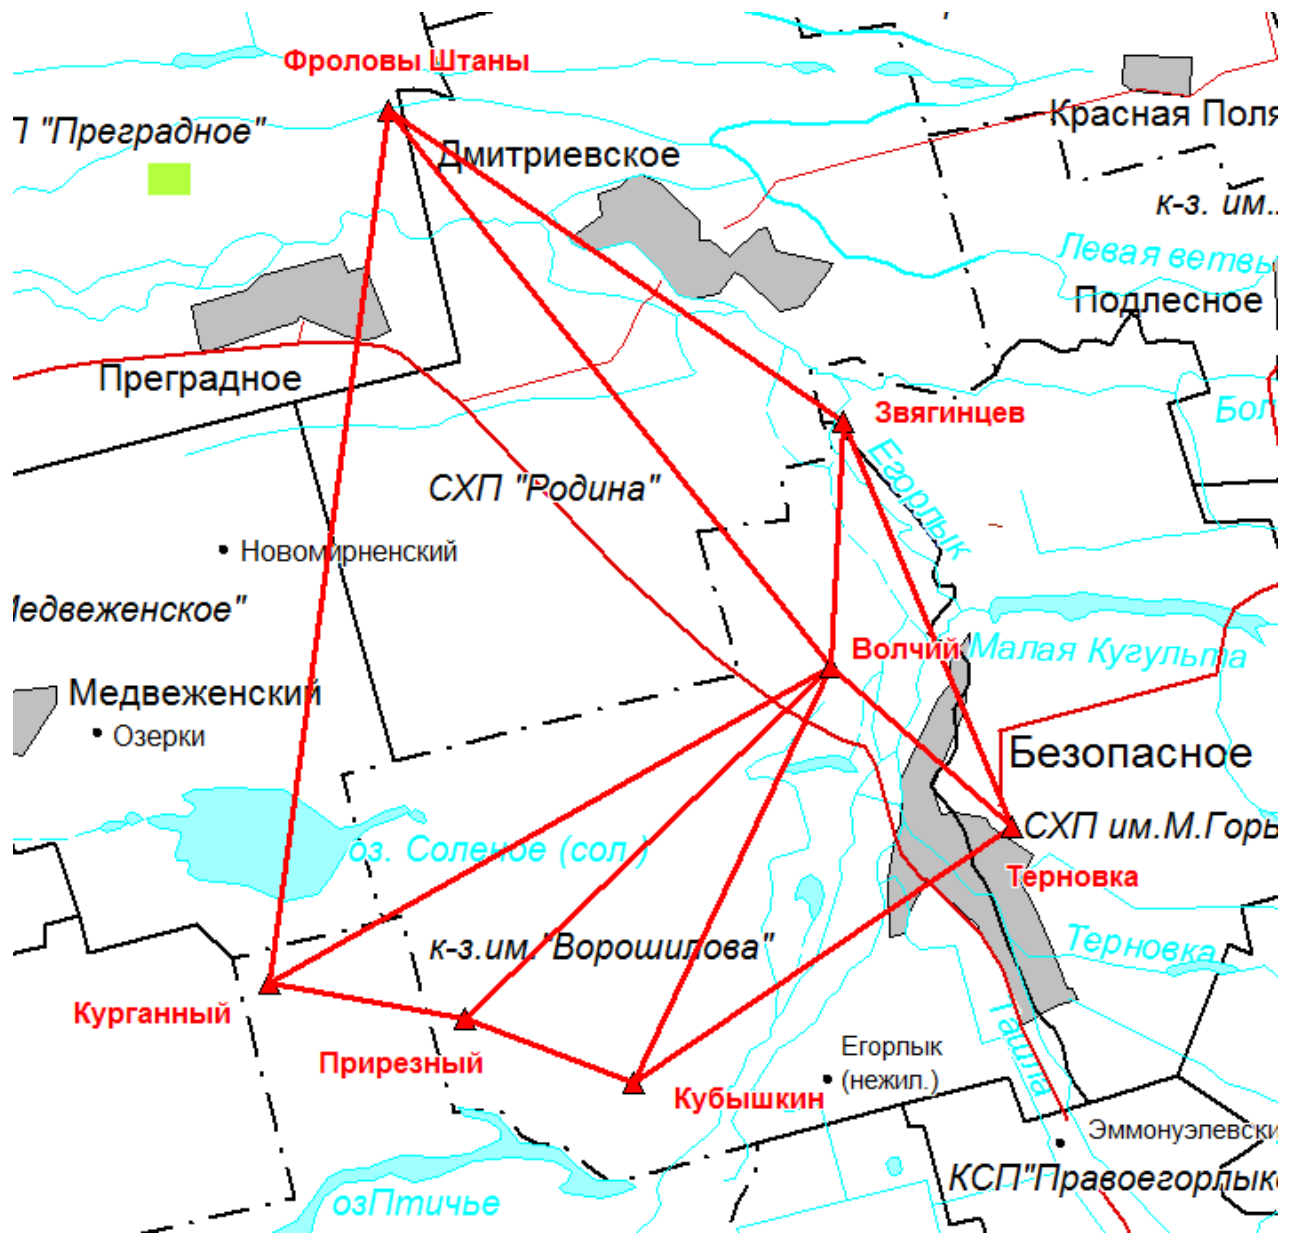 Фроловы Штаны
П "Преградное"
Дмитриевское
Красная Поля
к-з. им..
Левая ветвь
Подлесное
Преградное
Звягинцев
Бол
СХП "Родина"
Егорлык
Новомирненский
Медвеженское"
Волчий
Малая Кугульта
Медвеженский
Озерки
Безопасное
СХП им.М.Горь
оз. Соленое (сол.)
Терновка
к-з.им."Ворошилова"
Терновка
Курганный
Ташла
Прирезный
Егорлык
(нежил.)
Кубышкин
Эммонуэлевски
КСП"Правоегорлык
озПтичье